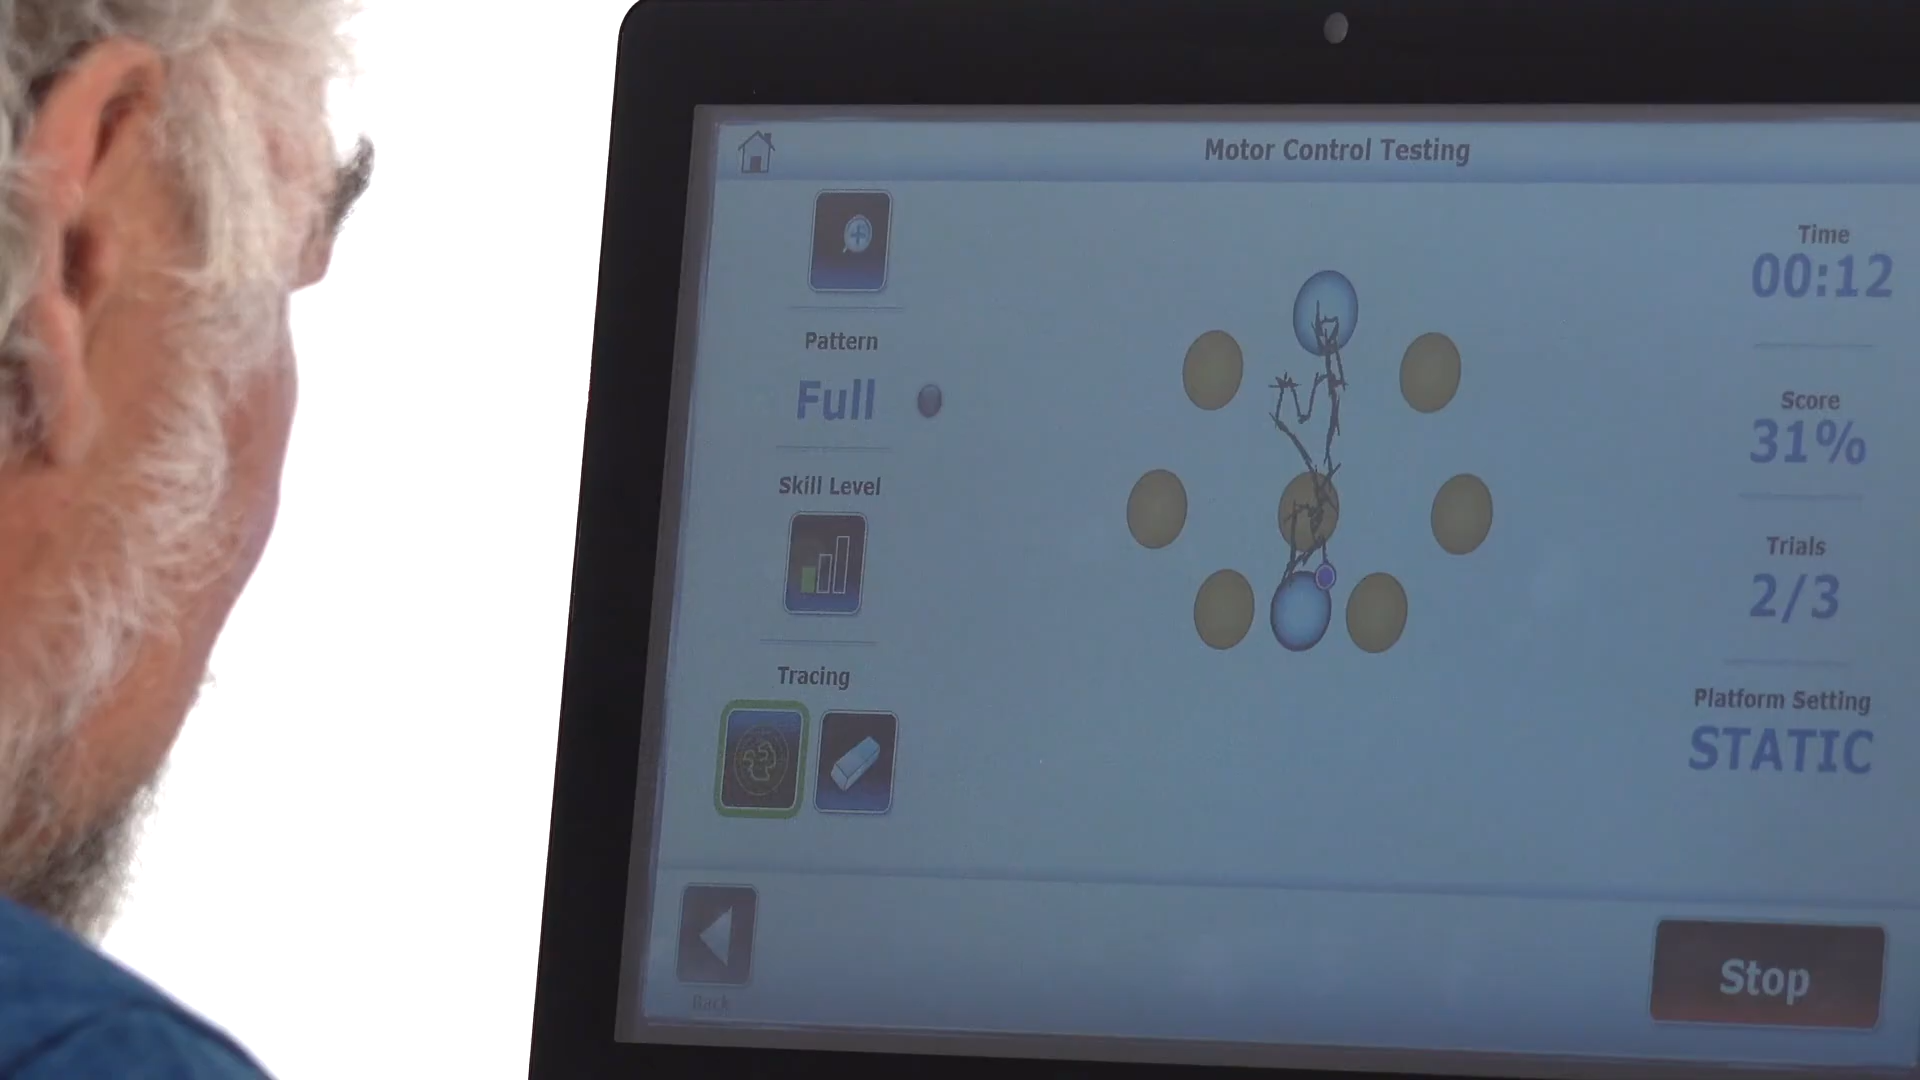 Motor Control Testing
Pattern
Full
Skill Level
Tracing
Back
Time
00:12
Score
31%
Trials
2/3
Platform Setting
STATIC
Stop